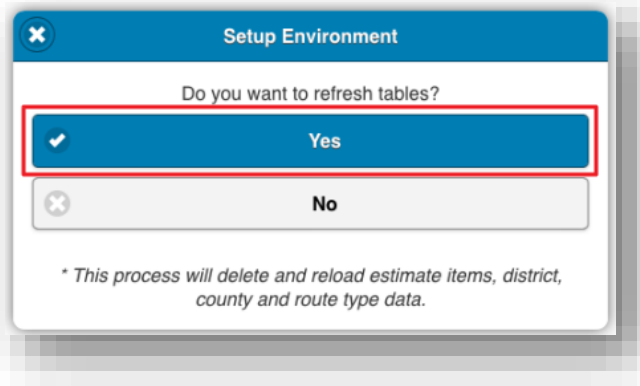 Setup Environment
Do you want to refresh tables?
Yes
No
* This process will delete and reload estimate items, district,
county and route type data.